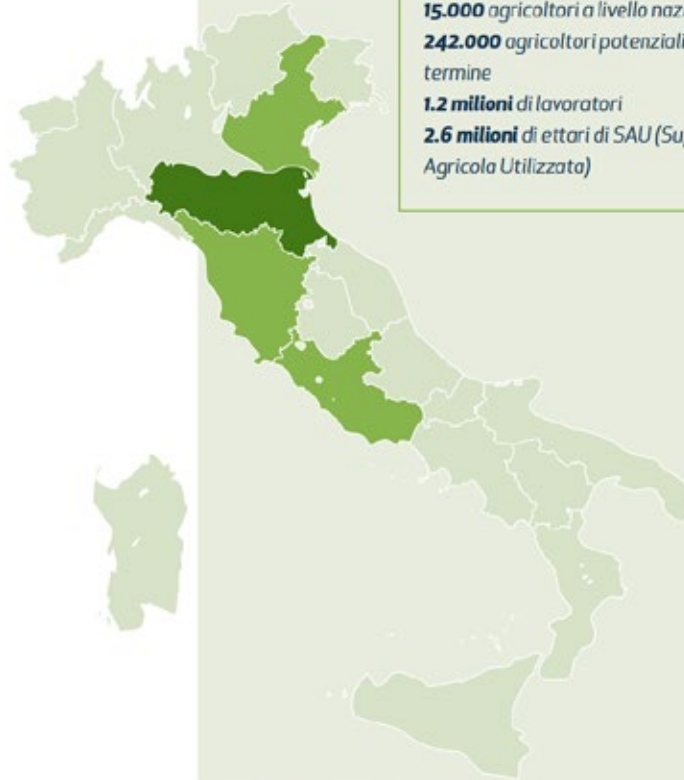 15.000 agricoltori a livello
242.000 agricoltori potenziali
termine
1.2 milioni di lavoratori
2.6 milioni di ettari di SAU
Agricola Utilizzata)